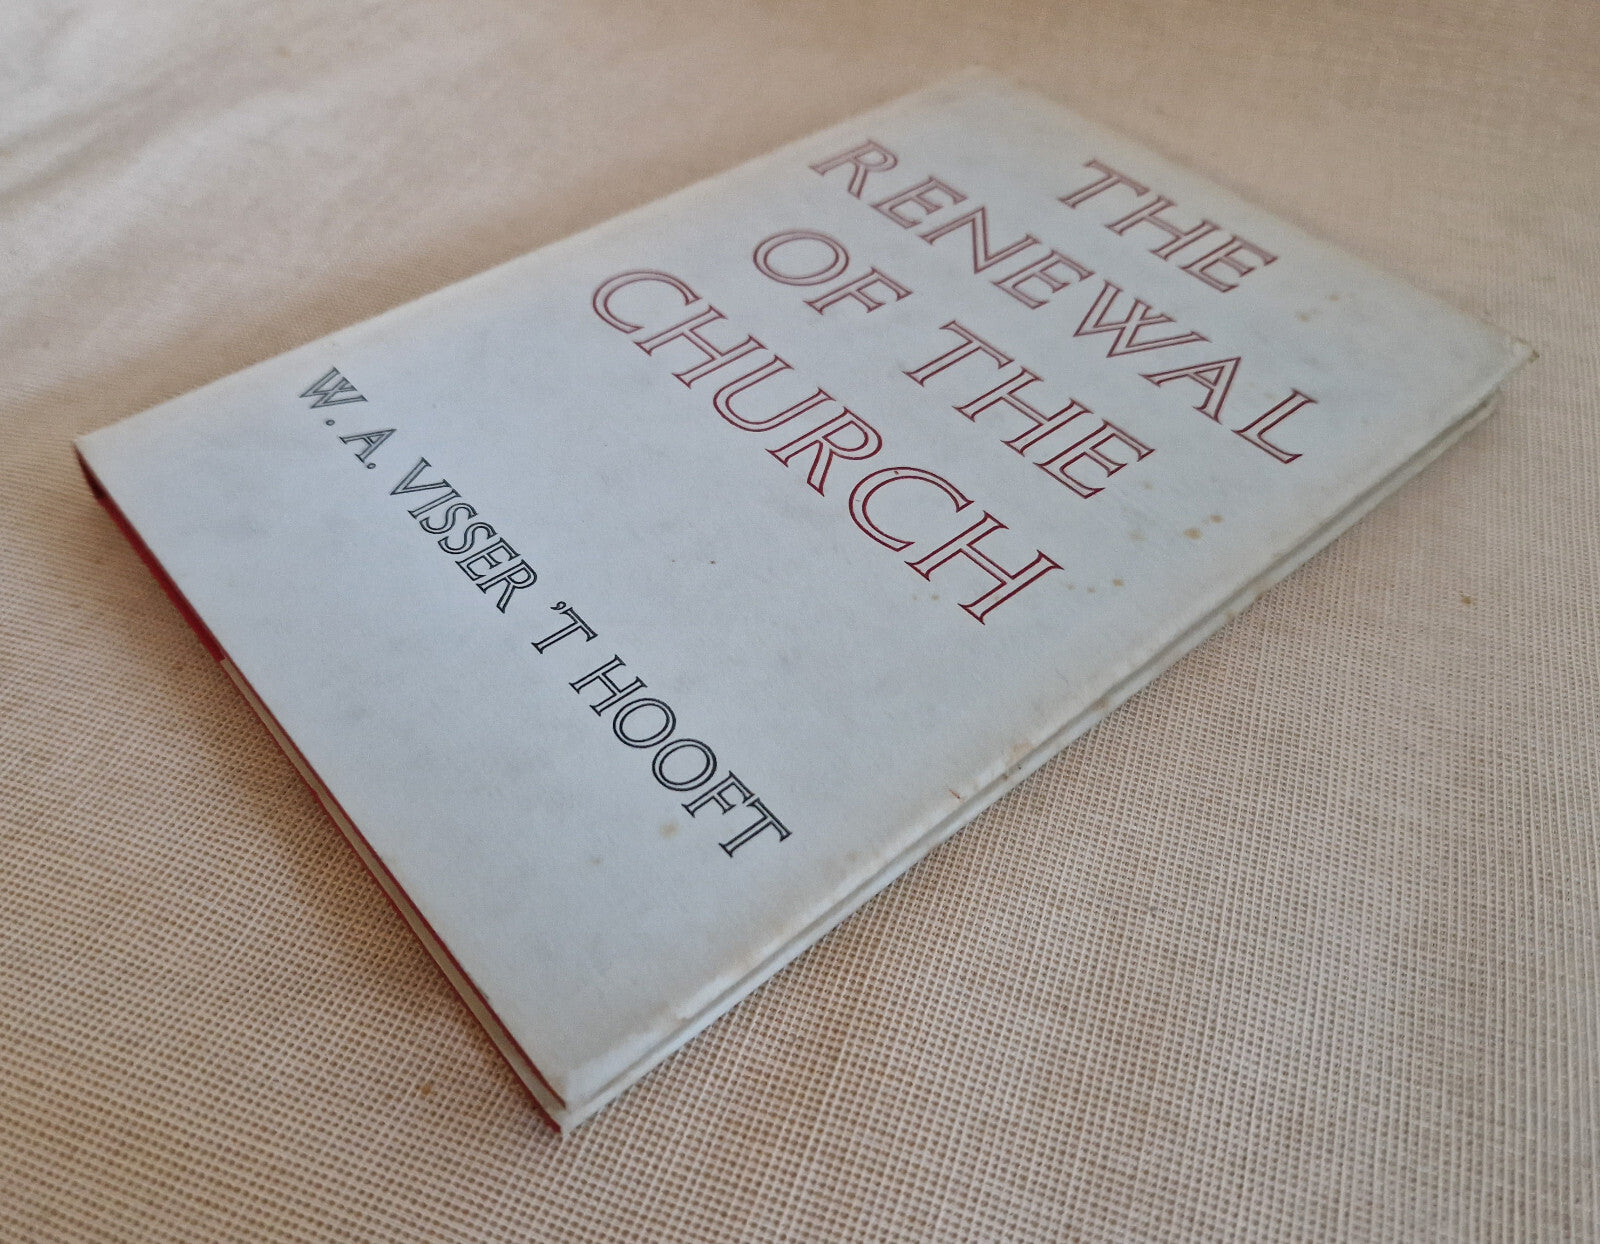 THE
RENEWAL
OF THE
CHURCH
W. A. VISSER 'T HOOFT